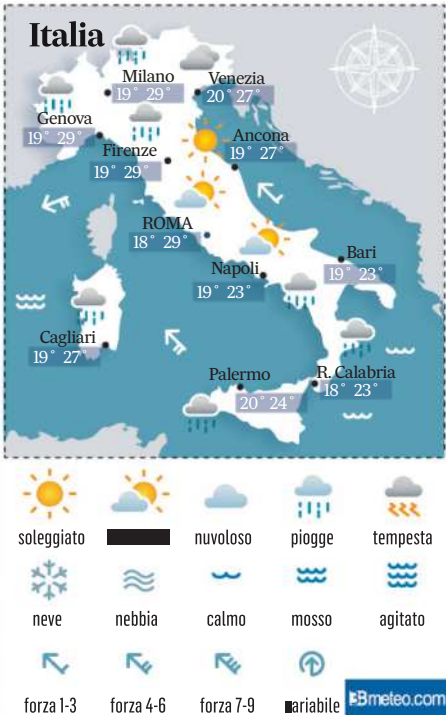 Italia
Milano
19° 29°
Venezia
20° 27°
Genova
19° 29°
Firenze
19° 29°
Ancona
19° 27°
ROMA
18° 29°
Napoli
19° 23°
Bari
19° 23°
Cagliari
19° 27°
Palermo
20° 24°
R. Calabria
18° 23°
soleggiato
nuvoloso
piogge
tempesta
neve
nebbia
calmo
mosso
agitato
forza 1-3
forza 4-6
forza 7-9
ariabile
3Bmeteo.com